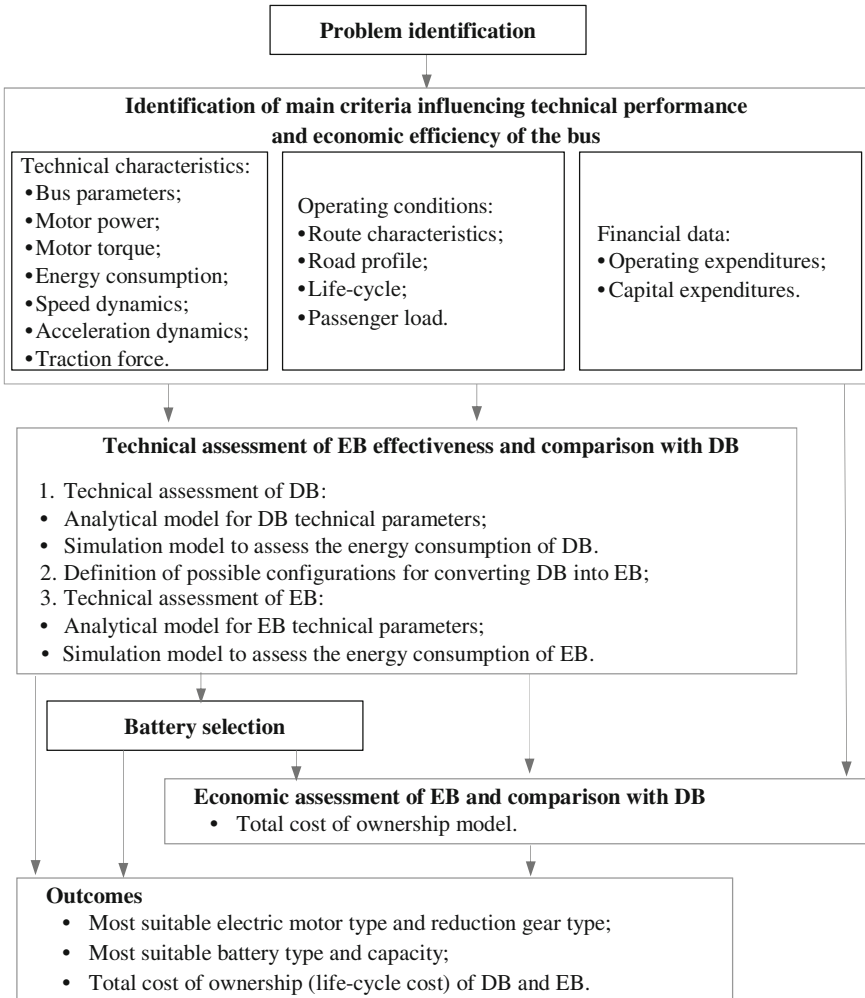 Problem identification
Identification of main criteria influencing technical performance
and economic efficiency of the bus
Technical characteristics:
•Bus parameters;
•Motor power;
•Motor torque;
•Energy consumption;
•Speed dynamics;
•Acceleration dynamics;
•Traction force.
Operating conditions:
•Route characteristics;
•Road profile;
•Life-cycle;
•Passenger load.
Financial data:
•Operating expenditures;
•Capital expenditures.
Technical assessment of EB effectiveness and comparison with DB
1. Technical assessment of DB:
• Analytical model for DB technical parameters;
• Simulation model to assess the energy consumption of DB.
2. Definition of possible configurations for converting DB into EB;
3. Technical assessment of EB:
• Analytical model for EB technical parameters;
• Simulation model to assess the energy consumption of EB.
Battery selection
Economic assessment of EB and comparison with DB
• Total cost of ownership model.
Outcomes
• Most suitable electric motor type and reduction gear type;
• Most suitable battery type and capacity;
• Total cost of ownership (life-cycle cost) of DB and EB.